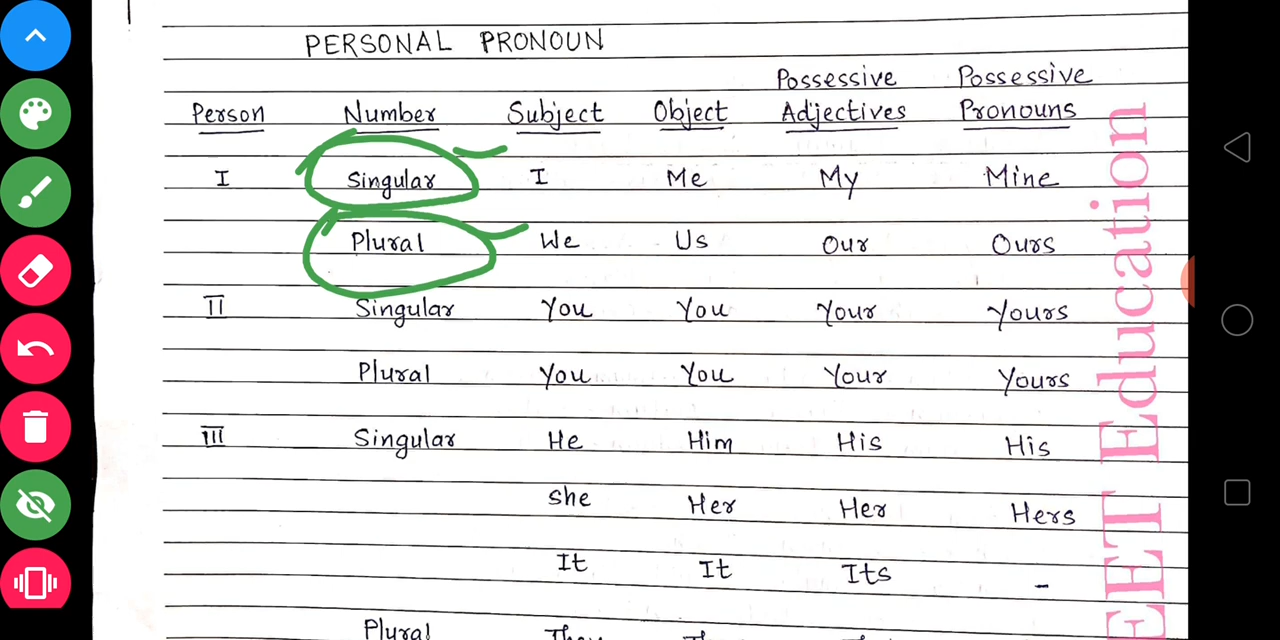 PERSONAL PRONOUN
Person Number Subject Object Possessive Adjectives Possessive Pronouns
I Singular I Me My Mine
Plural We Us Our Ours
II Singular You You Your Yours
Plural You You Your Yours
III Singular He Him His His
She Her Her Hers
It It Its -
Plural
EET Education